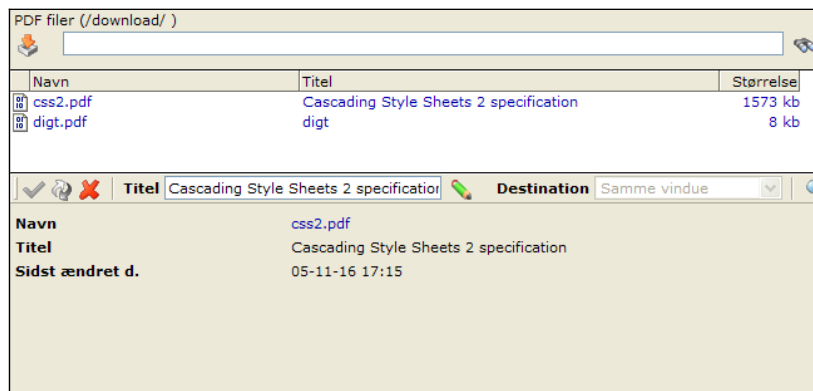 PDF filer (/download/ )
Navn Titel Størrelse
css2.pdf Cascading Style Sheets 2 specification 1573 kb
digt.pdf digt 8 kb
Titel Cascading Style Sheets 2 specification Destination Samme vindue
Navn css2.pdf
Titel Cascading Style Sheets 2 specification
Sidst ændret d. 05-11-16 17:15